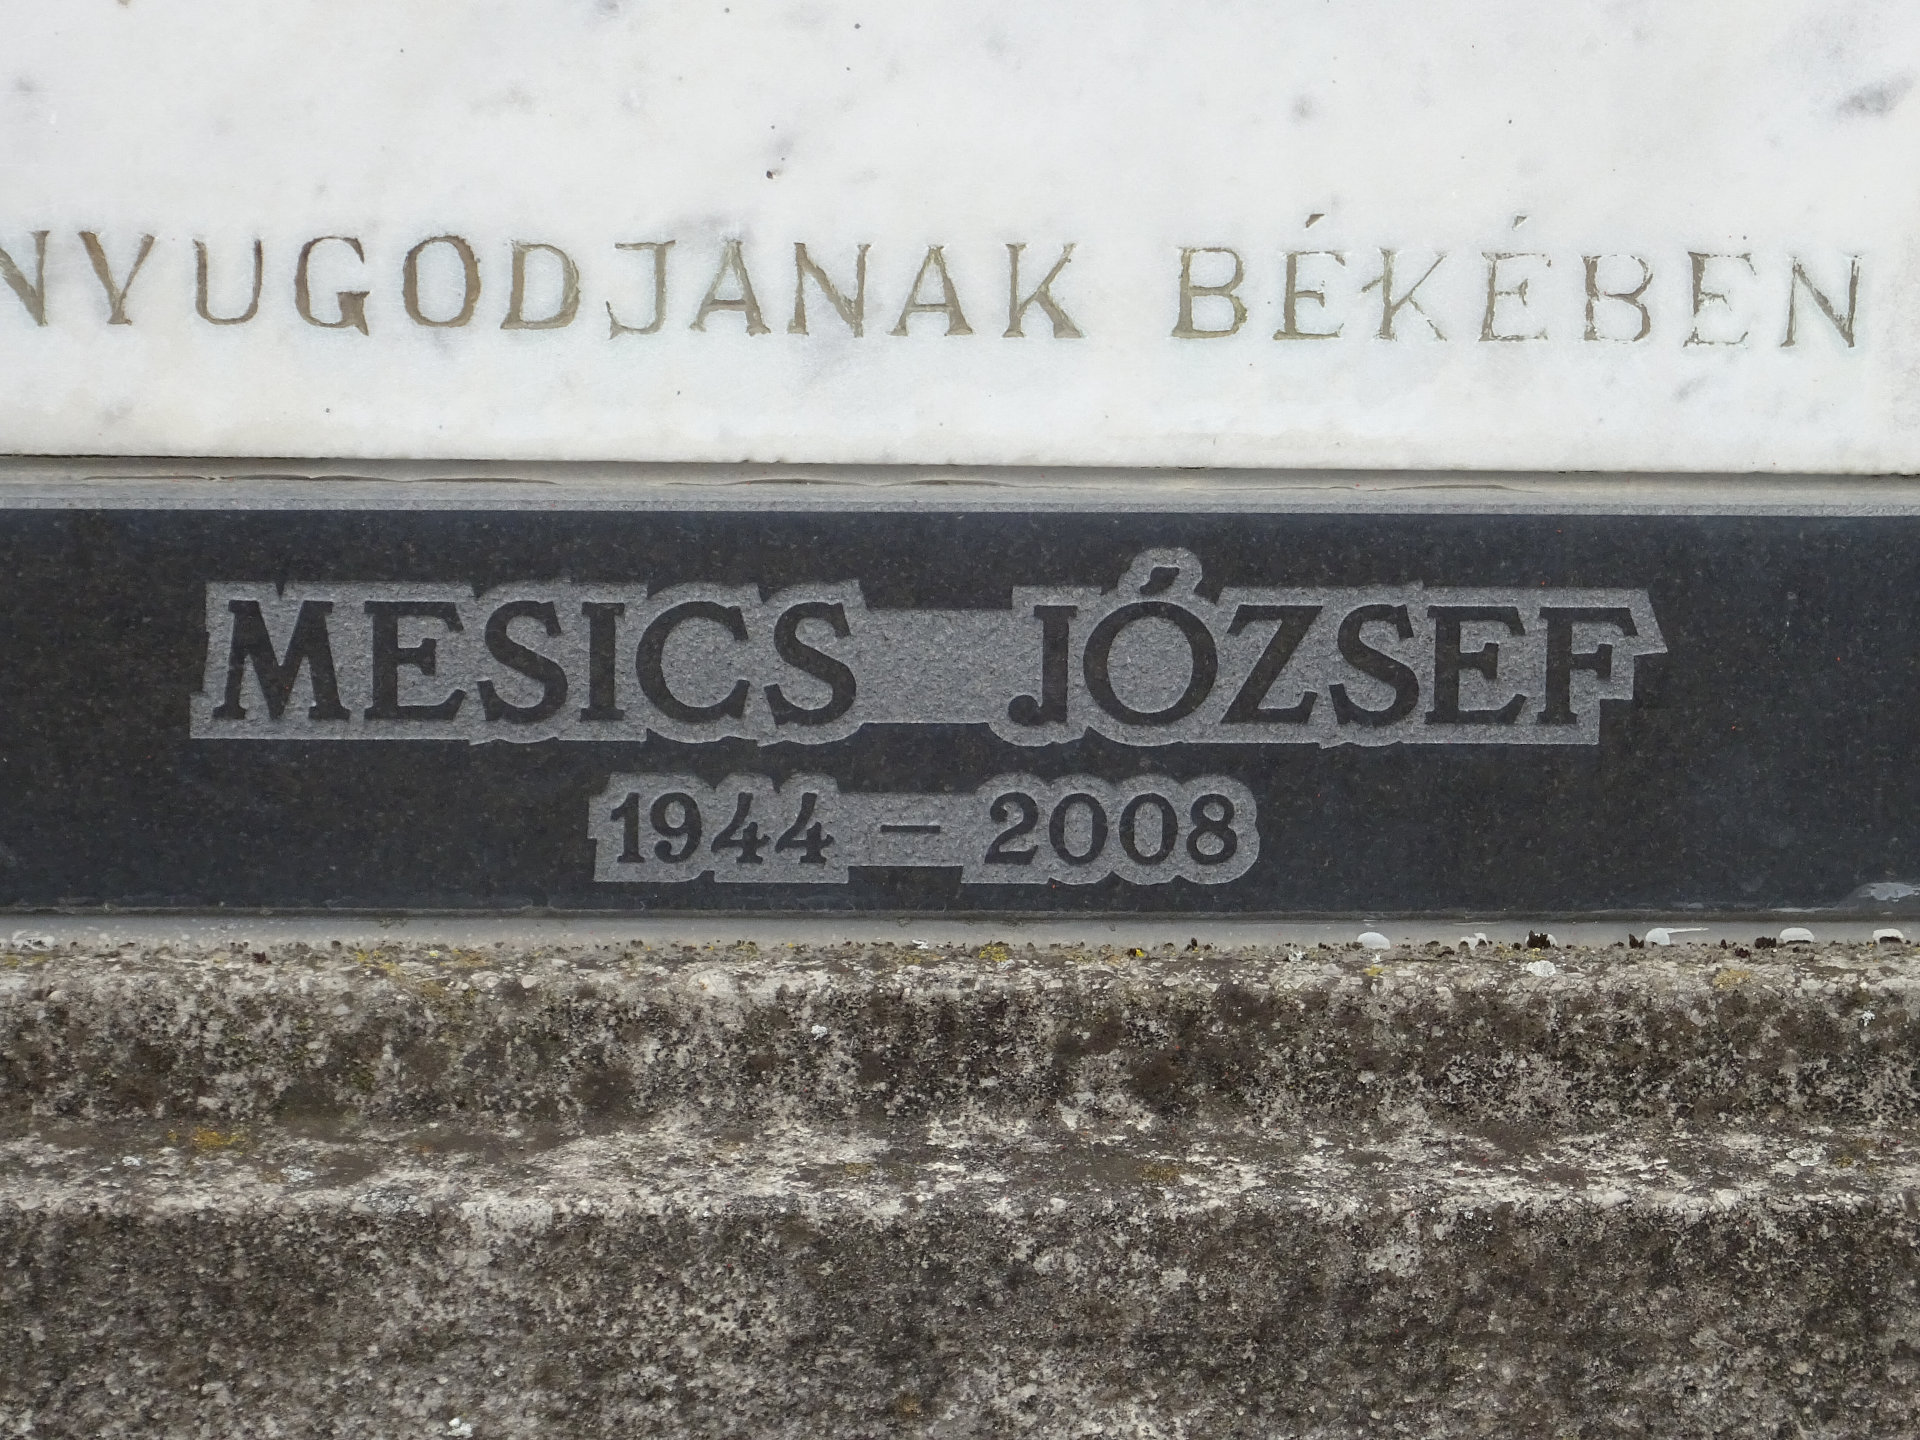 NYUGODJANAK BÉKÉBEN
MESICS JÓZSEF
1944 - 2008